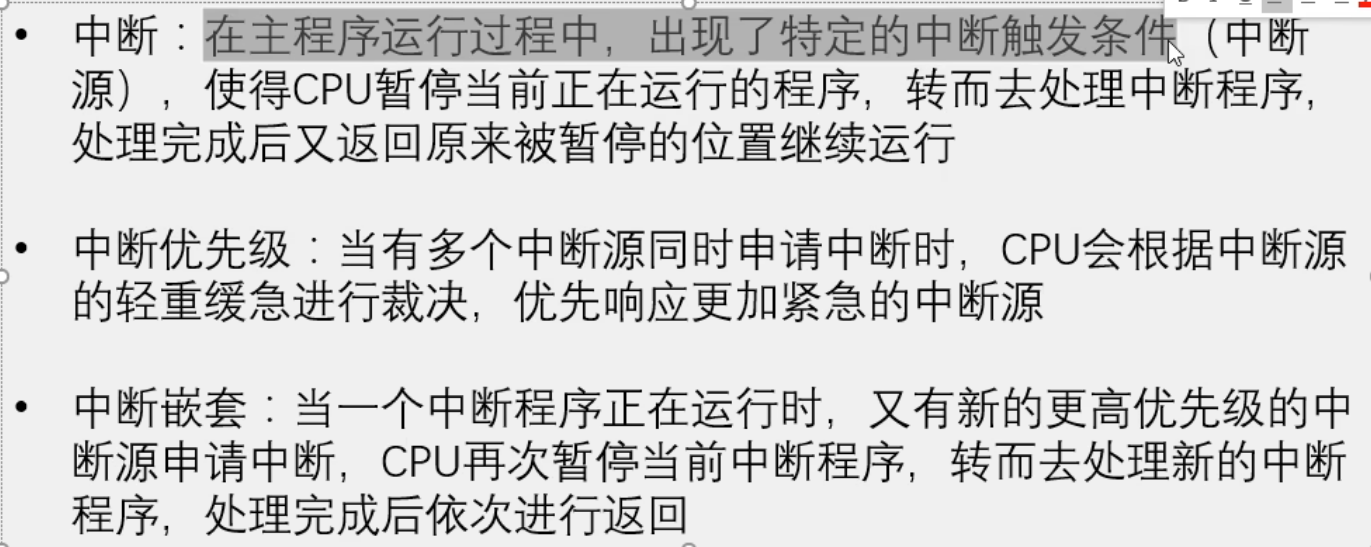 • 中断：在主程序运行过程中，出现了特定的中断触发条件（中断
源），使得CPU暂停当前正在运行的程序，转而去处理中断程序，
处理完成后又返回原来被暂停的位置继续运行
• 中断优先级：当有多个中断源同时申请中断时，CPU会根据中断源
的轻重缓急进行裁决，优先响应更加紧急的中断源
• 中断嵌套：当一个中断程序正在运行时，又有新的更高优先级的中
断源申请中断，CPU再次暂停当前中断程序，转而去处理新的中断
程序，处理完成后依次进行返回